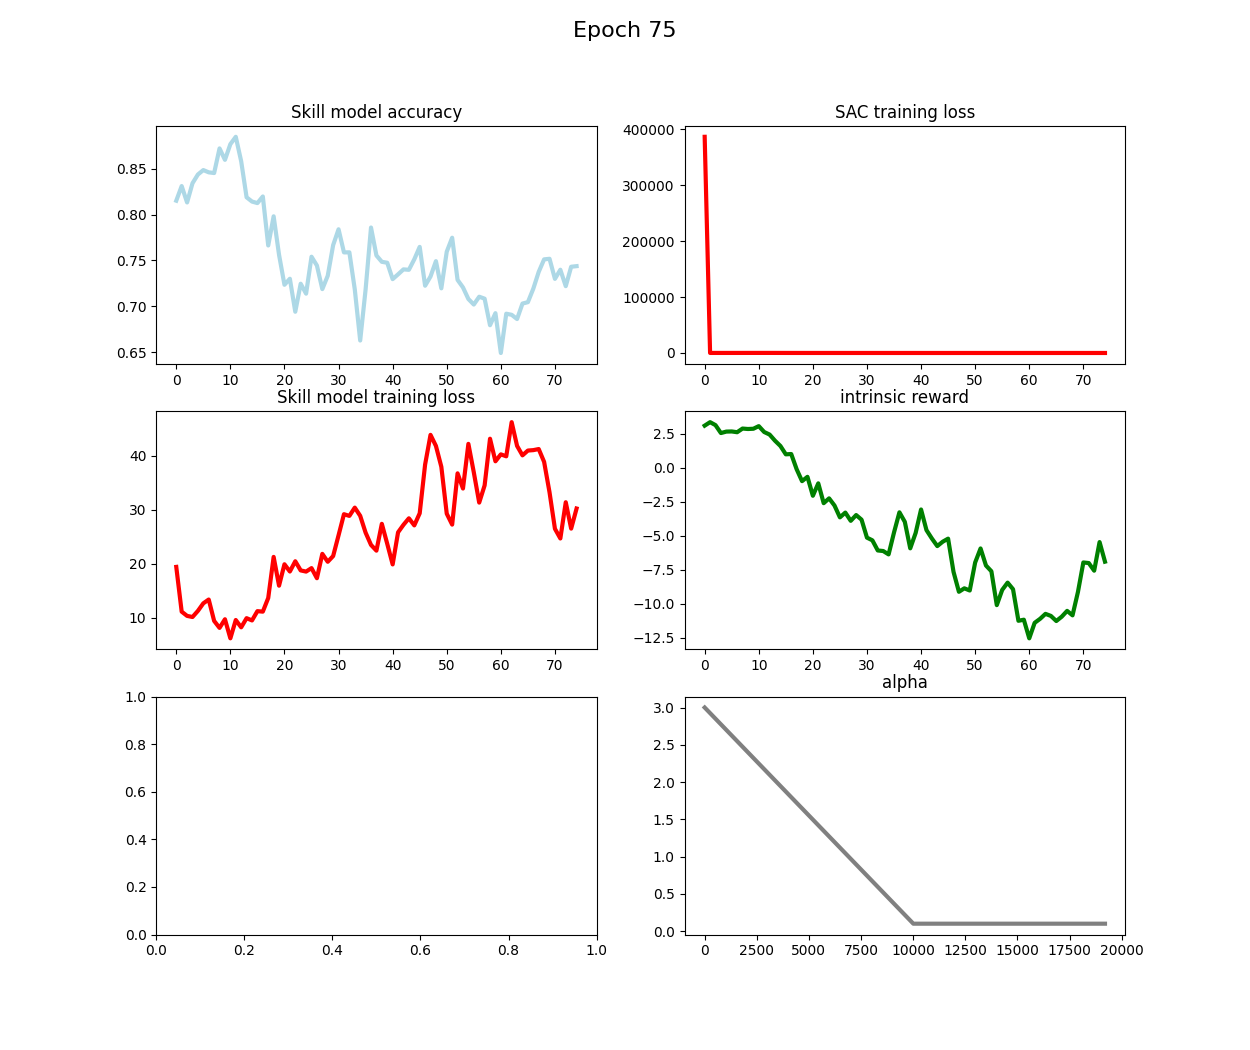 Epoch 75
Skill model accuracy
0.85
0.80
0.75
0.70
0.65
0 10 20 30 40 50 60 70
SAC training loss
400000
300000
200000
100000
0
0 10 20 30 40 50 60 70
Skill model training loss
40
30
20
10
0 10 20 30 40 50 60 70
intrinsic reward
2.5
0.0
−2.5
−5.0
−7.5
−10.0
−12.5
0 10 20 30 40 50 60 70
1.0
0.8
0.6
0.4
0.2
0.0
0.0 0.2 0.4 0.6 0.8 1.0
alpha
3.0
2.5
2.0
1.5
1.0
0.5
0.0
0 2500 5000 7500 10000 12500 15000 17500 20000